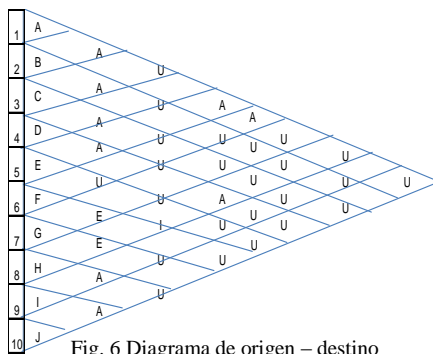 A
1
A
B U
2
A
C U A
3 A
A
D U U U
4
A U
U
E U U U
5
U U U U
F U A U
6 U
E U
G I U U
7 E U
H U U
8 A
I U
9 A
J
10
Fig. 6 Diagrama de origen – destino